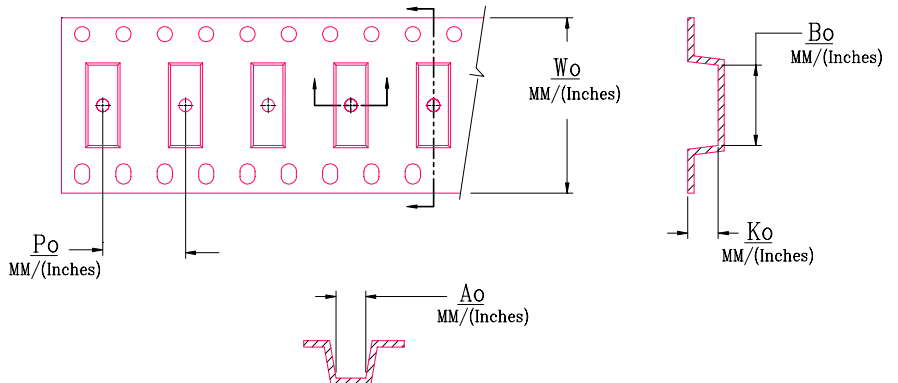 Wo
MM/(Inches)
Bo
MM/(Inches)
Po
MM/(Inches)
Ko
MM/(Inches)
Ao
MM/(Inches)